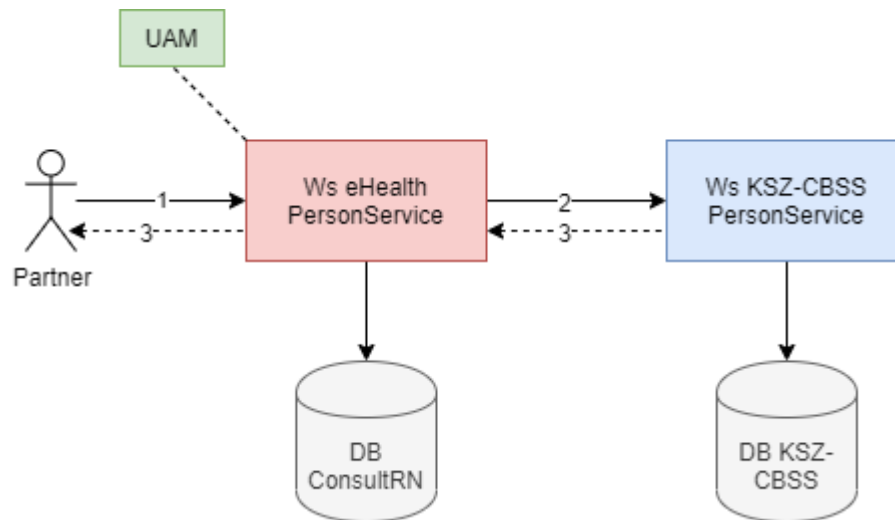 UAM
Ws eHealth
PersonService
Ws KSZ-CBSS
PersonService
1
2
3
3
Partner
DB
ConsultRN
DB KSZ-
CBSS